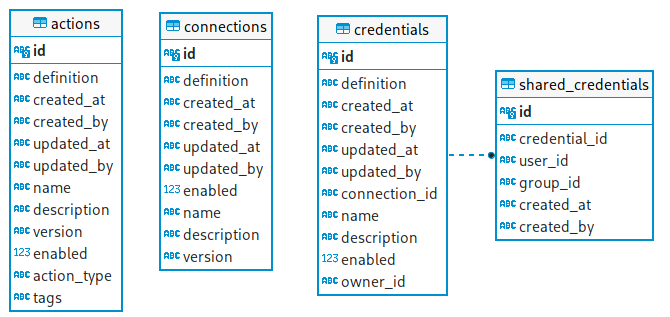 actions
ABC id
ABC definition
ABC created_at
ABC created_by
ABC updated_at
ABC updated_by
ABC name
ABC description
ABC version
123 enabled
ABC action_type
ABC tags
connections
ABC id
ABC definition
ABC created_at
ABC created_by
ABC updated_at
ABC updated_by
123 enabled
ABC name
ABC description
ABC version
credentials
ABC id
ABC definition
ABC created_at
ABC created_by
ABC updated_at
ABC updated_by
ABC connection_id
ABC name
ABC description
123 enabled
ABC owner_id
shared_credentials
ABC id
ABC credential_id
ABC user_id
ABC group_id
ABC created_at
ABC created_by